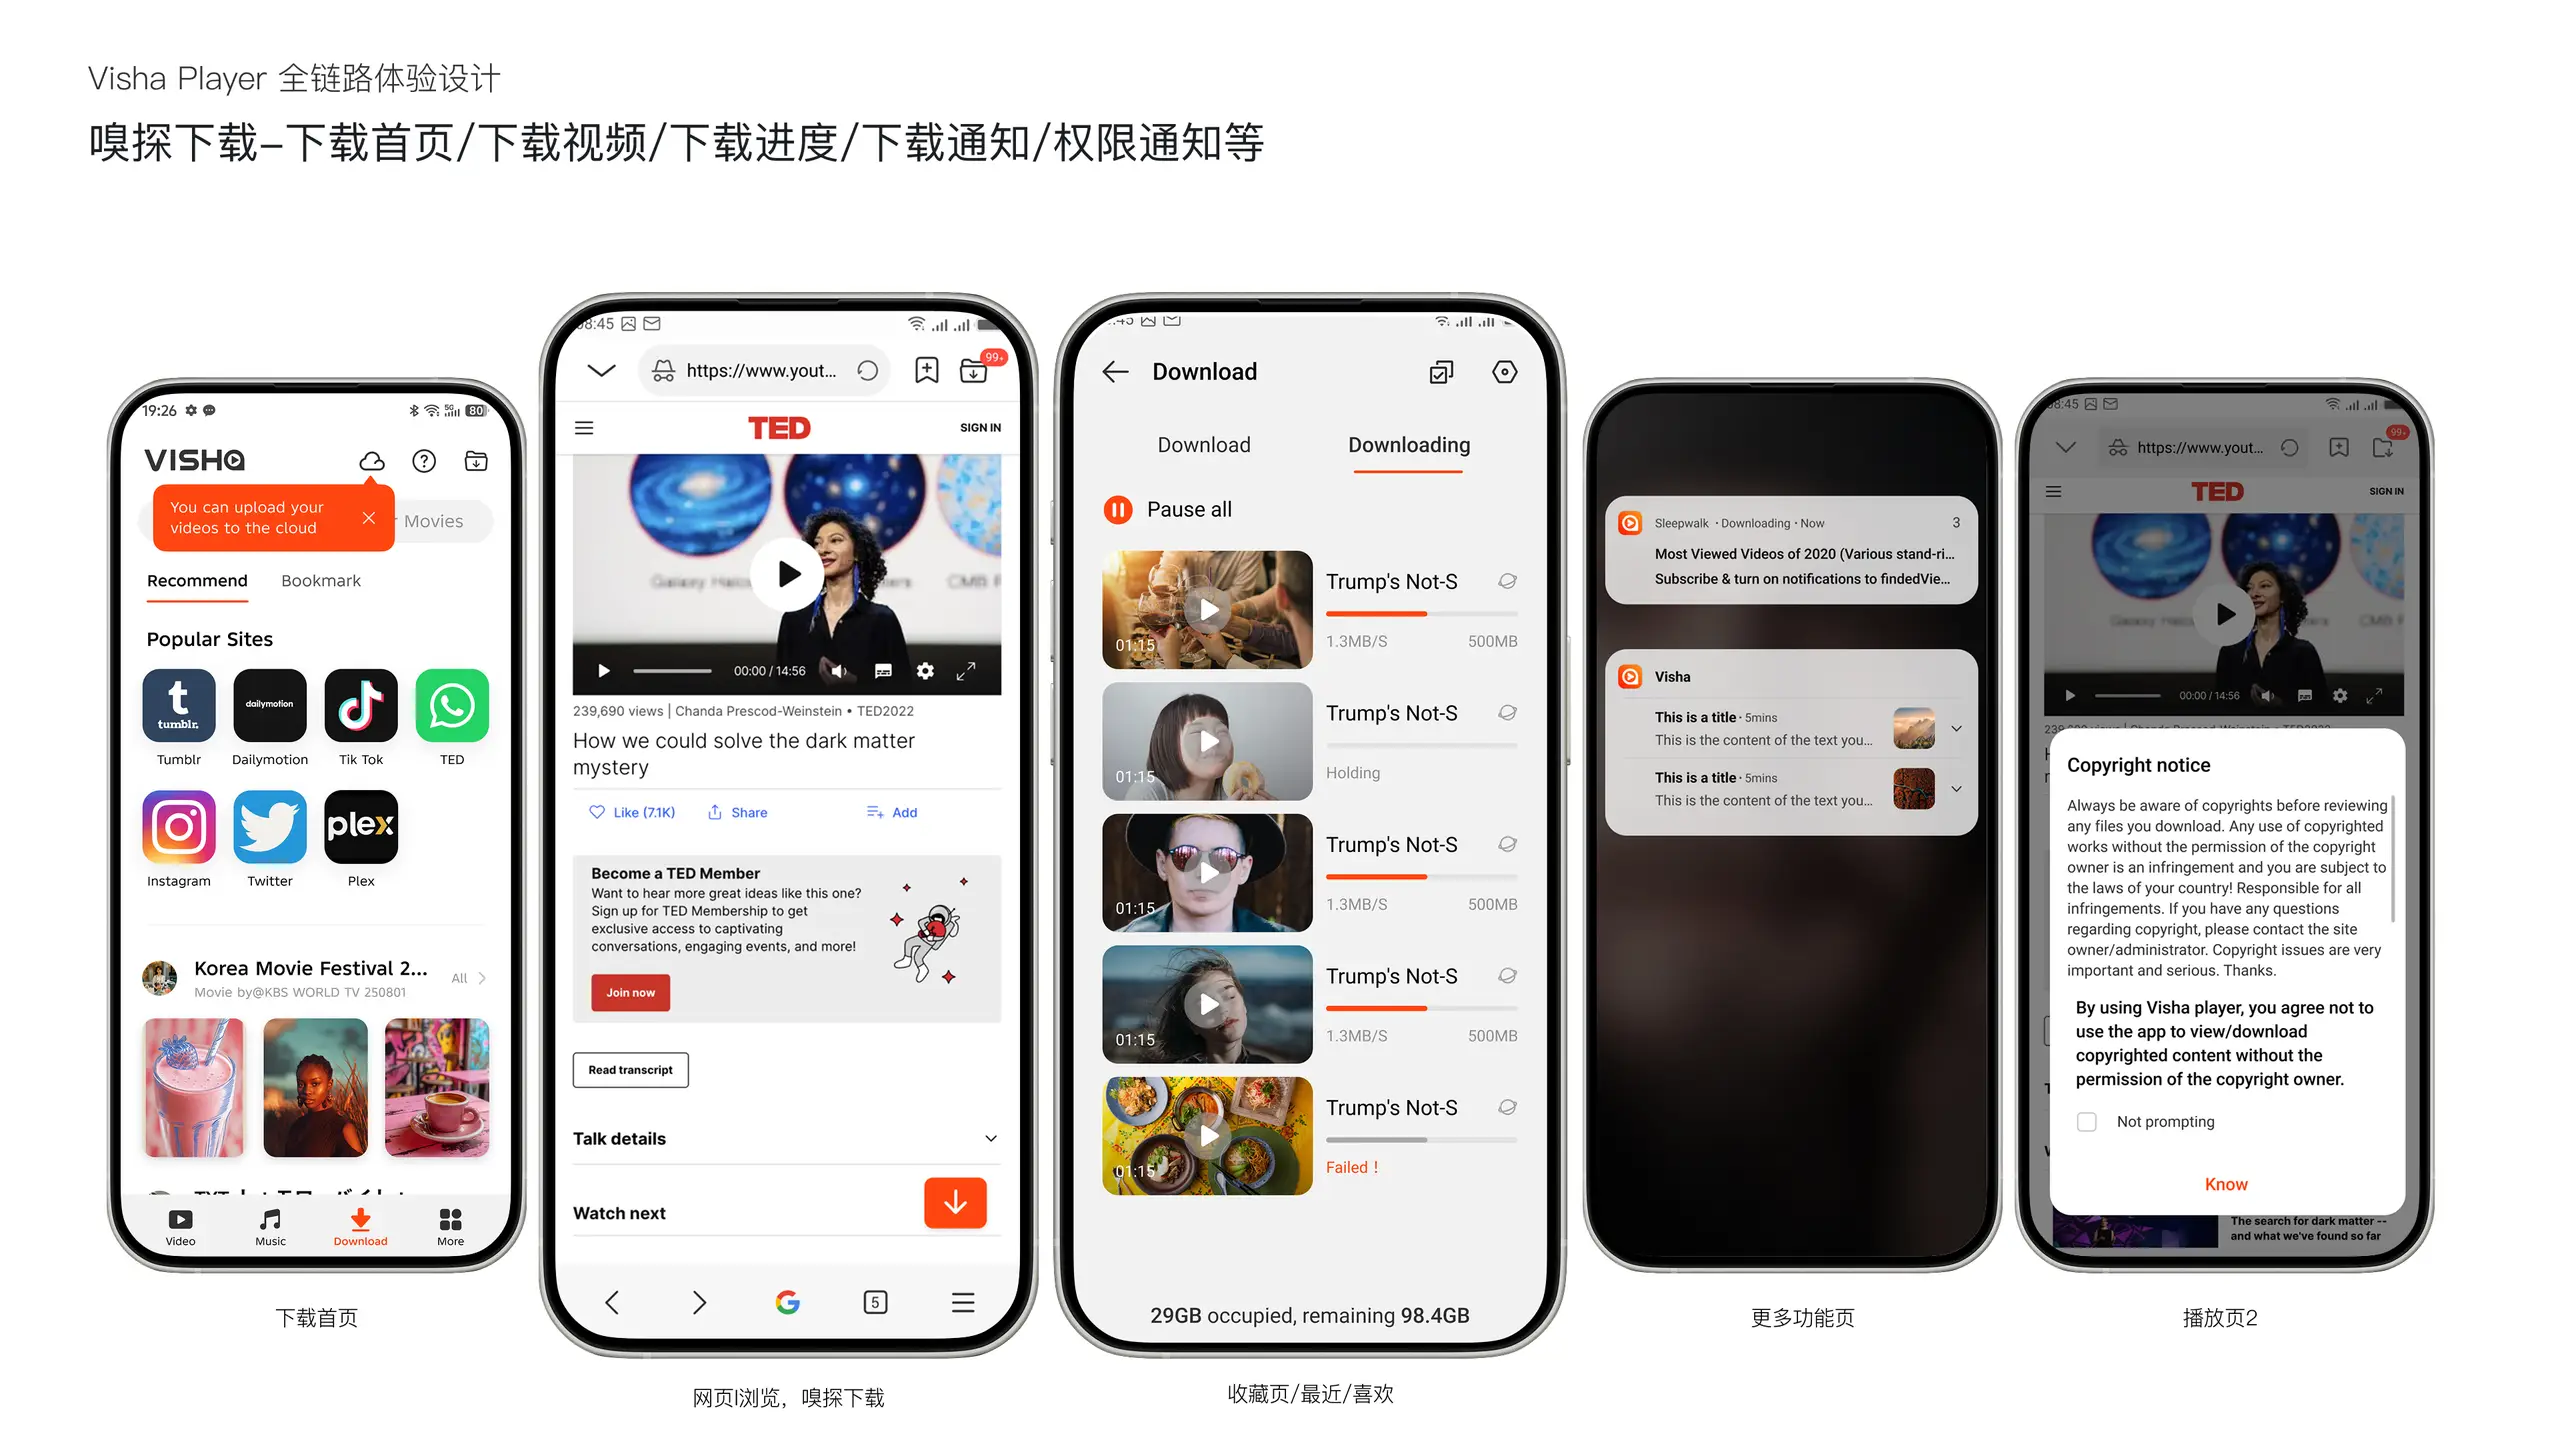 Visha Player 全链路体验设计
嗅探下载–下载首页/下载视频/下载进度/下载通知/权限通知等
19:26
5G
80
VISHA
You can upload your
videos to the cloud
Movies
Recommend
Bookmark
Popular Sites
tumblr.
dailymotion
Tumblr
Dailymotion
Tik Tok
TED
plex
Instagram
Twitter
Plex
Korea Movie Festival 2...
All
Movie by@KBS WORLD TV 250801
Video
Music
Download
More
下载首页
08:45
https://www.yout...
99+
TED
SIGN IN
00:00 / 14:56
239,690 views | Chanda Prescod-Weinstein • TED2022
How we could solve the dark matter
mystery
Like (7.1K)
Share
Add
Become a TED Member
Want to hear more great ideas like this one?
Sign up for TED Membership to get
exclusive access to captivating
conversations, engaging events, and more!
Join now
Read transcript
Talk details
Watch next
5
网页l浏览，嗅探下载
Download
Download
Downloading
Pause all
Trump's Not-S
01:15
1.3MB/S
500MB
Trump's Not-S
01:15
Holding
Trump's Not-S
01:15
1.3MB/S
500MB
Trump's Not-S
01:15
1.3MB/S
500MB
Trump's Not-S
01:15
Failed !
29GB occupied, remaining 98.4GB
收藏页/最近/喜欢
Sleepwalk · Downloading · Now
3
Most Viewed Videos of 2020 (Various stand-ri...
Subscribe & turn on notifications to findedVie...
Visha
This is a title · 5mins
This is the content of the text you...
This is a title · 5mins
This is the content of the text you...
更多功能页
08:45
https://www.yout...
99+
TED
SIGN IN
00:00 / 14:56
Copyright notice
Always be aware of copyrights before reviewing
any files you download. Any use of copyrighted
works without the permission of the copyright
owner is an infringement and you are subject to
the laws of your country! Responsible for all
infringements. If you have any questions
regarding copyright, please contact the site
owner/administrator. Copyright issues are very
important and serious. Thanks.
By using Visha player, you agree not to
use the app to view/download
copyrighted content without the
permission of the copyright owner.
Not prompting
Know
The search for dark matter --
and what we've found so far
播放页2